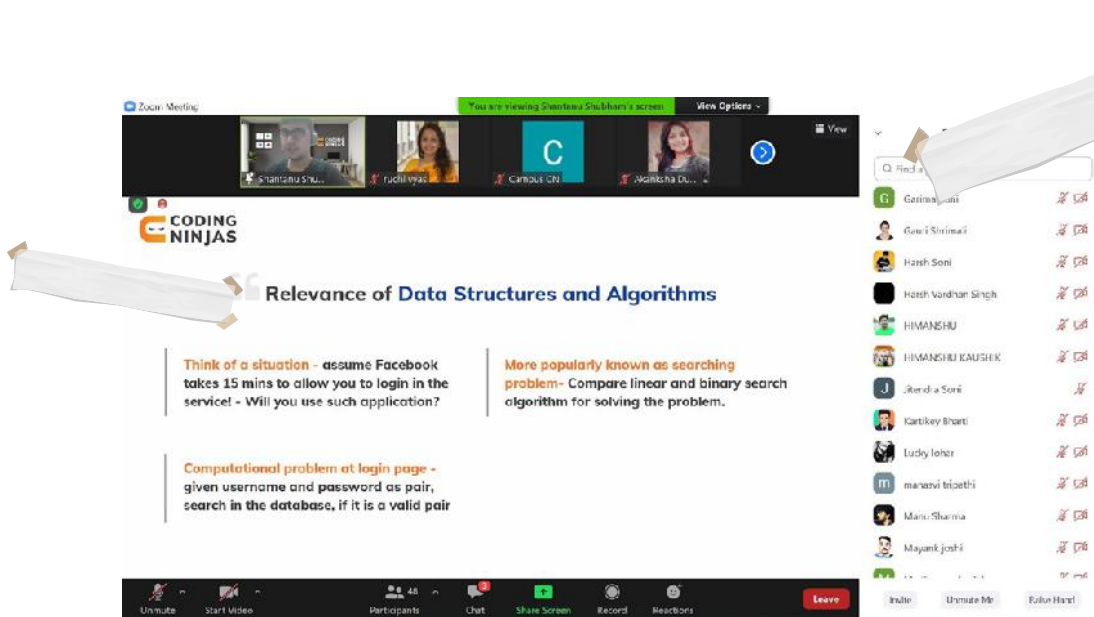 Zoom Meeting
You are viewing Shantanu Shubham's screen
View Options
View
Shantanu Shu...
ruchi vyas
C
Campus CN
Akanksha Du...
CODING
NINJAS
Relevance of Data Structures and Algorithms
Think of a situation - assume Facebook
takes 15 mins to allow you to login in the
service! - Will you use such application?
More popularly known as searching
problem- Compare linear and binary search
algorithm for solving the problem.
Computational problem at login page -
given username and password as pair,
search in the database, if it is a valid pair
Unmute
Start Video
48
Participants
3
Chat
Share Screen
Record
Reactions
Leave
Find a
G
Gauri Shrimali
Harsh Soni
Harsh Vardhan Singh
HIMANSHU
HIMANSHU KAUSHIK
J
Jitendra Soni
Kartikey Bharti
Lucky lohar
m
manasvi tripathi
Manu Sharma
Mayank joshi
Invite
Unmute Me
Raise Hand